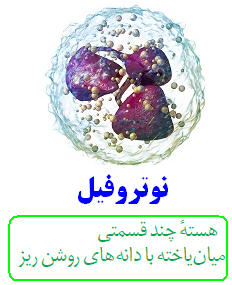 نوتروفیل
هستهٔ چند قسمتی
میان‌یاخته با دانه‌های روشن ریز